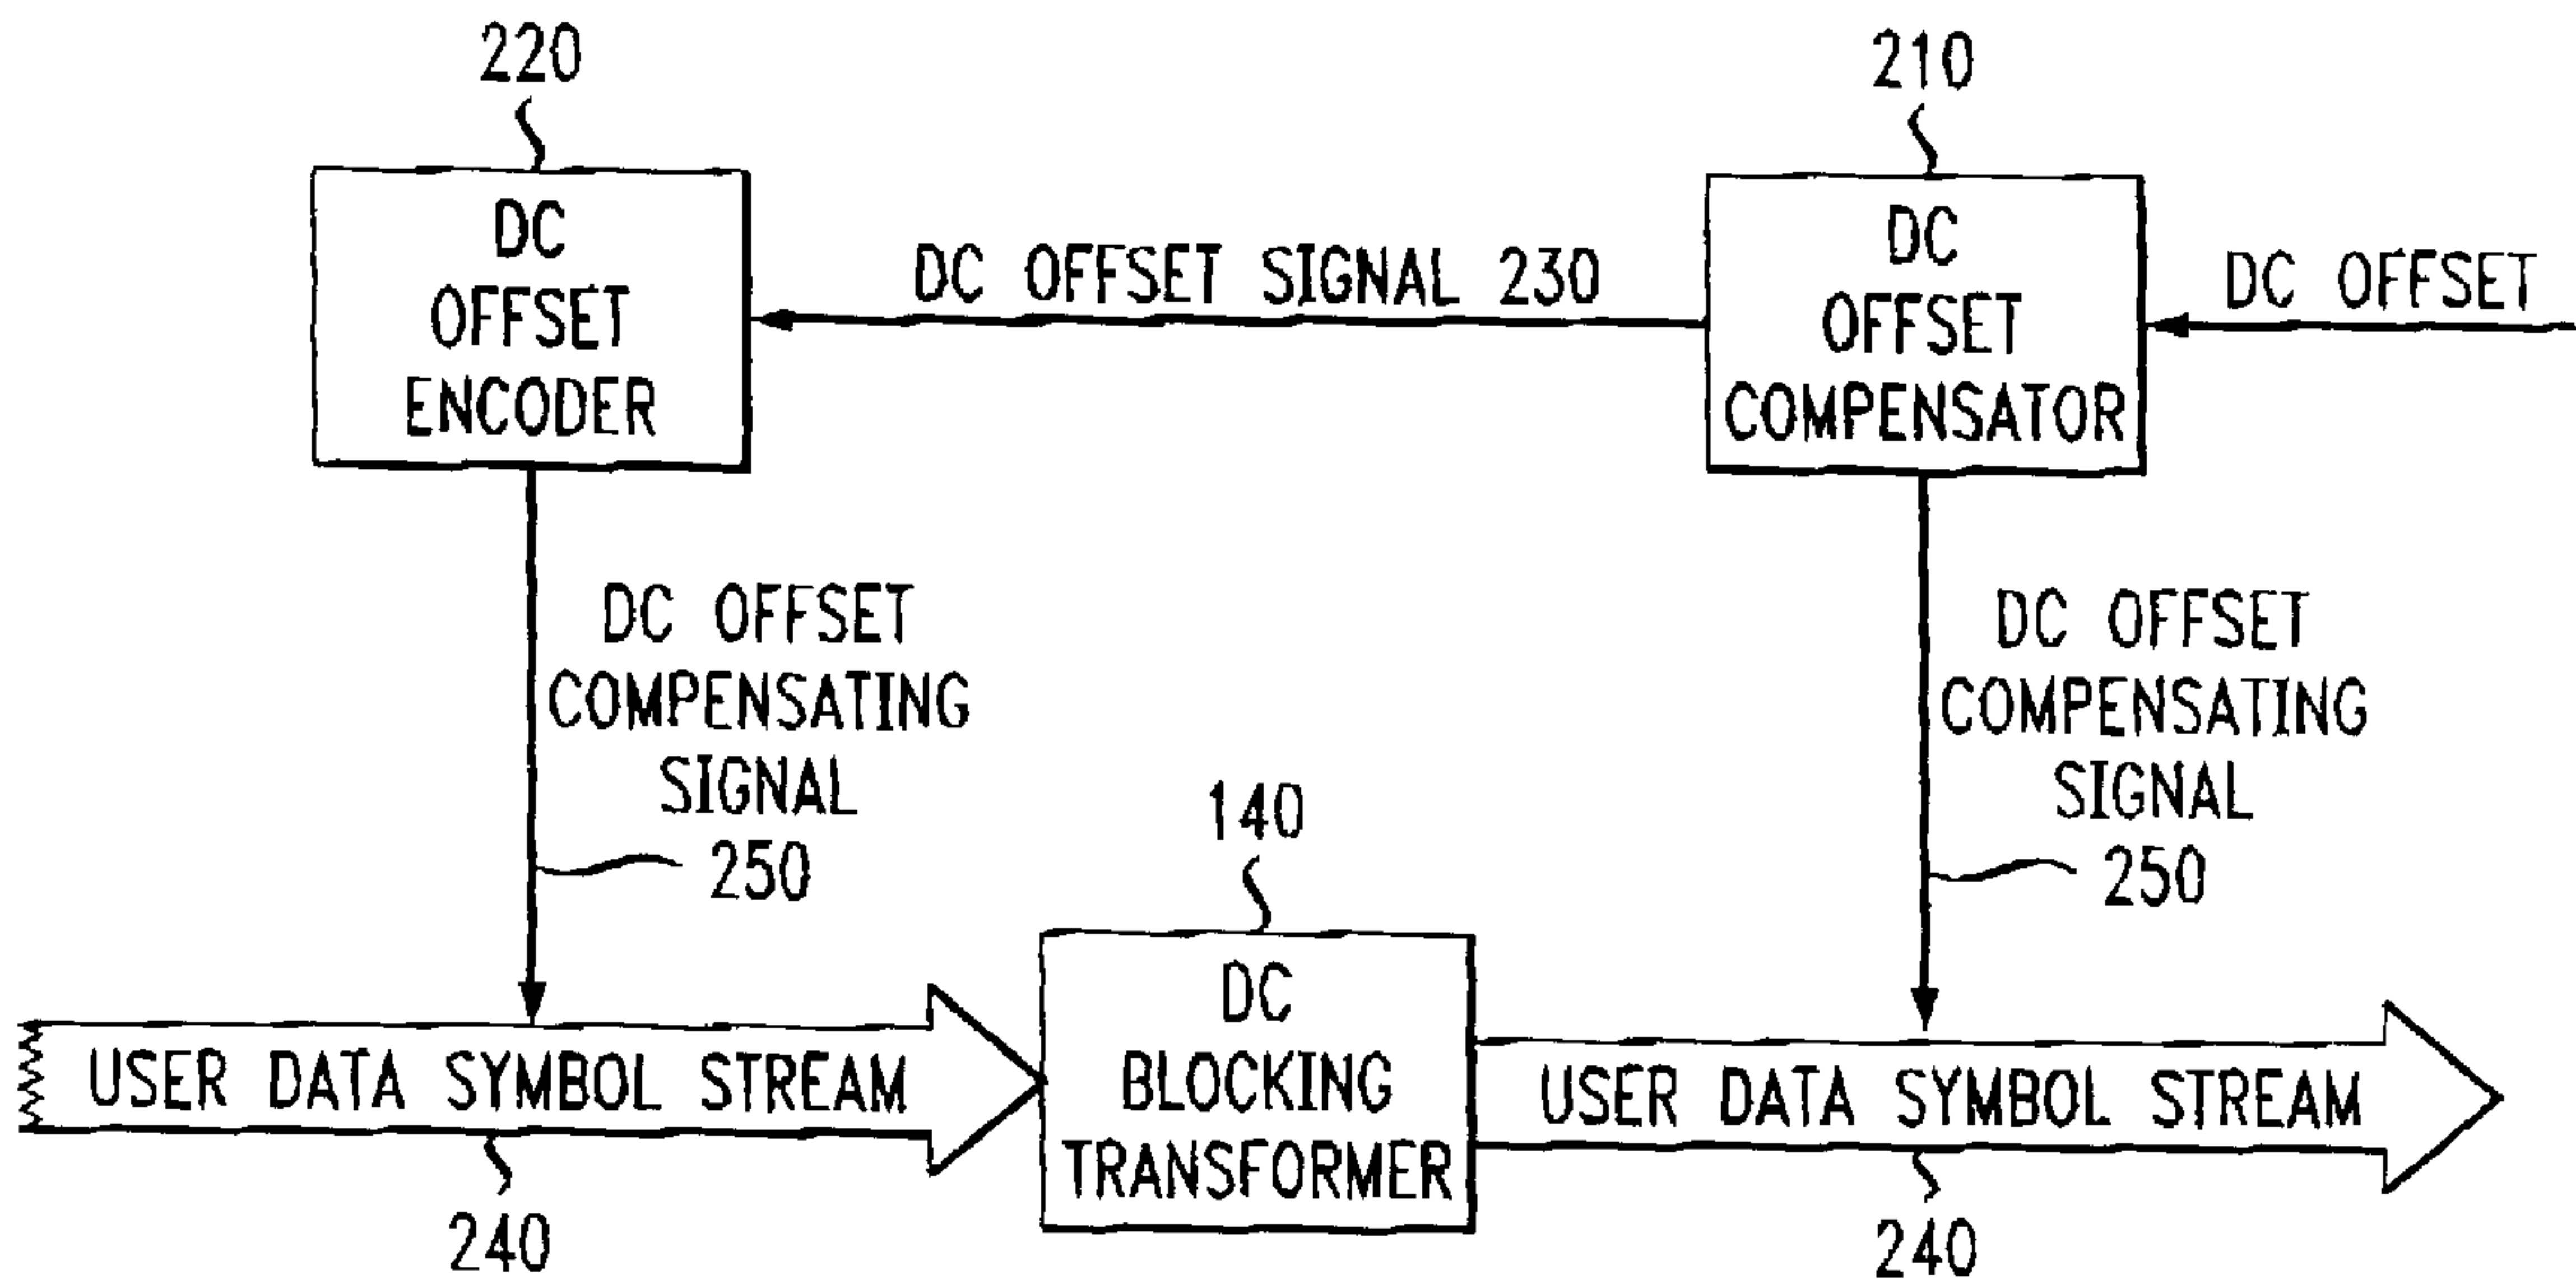 220
210
DC
OFFSET
ENCODER
DC OFFSET SIGNAL 230
DC
OFFSET
COMPENSATOR
DC OFFSET
DC OFFSET
COMPENSATING
SIGNAL
250
DC OFFSET
COMPENSATING
SIGNAL
250
140
USER DATA SYMBOL STREAM
DC
BLOCKING
TRANSFORMER
USER DATA SYMBOL STREAM
240
240